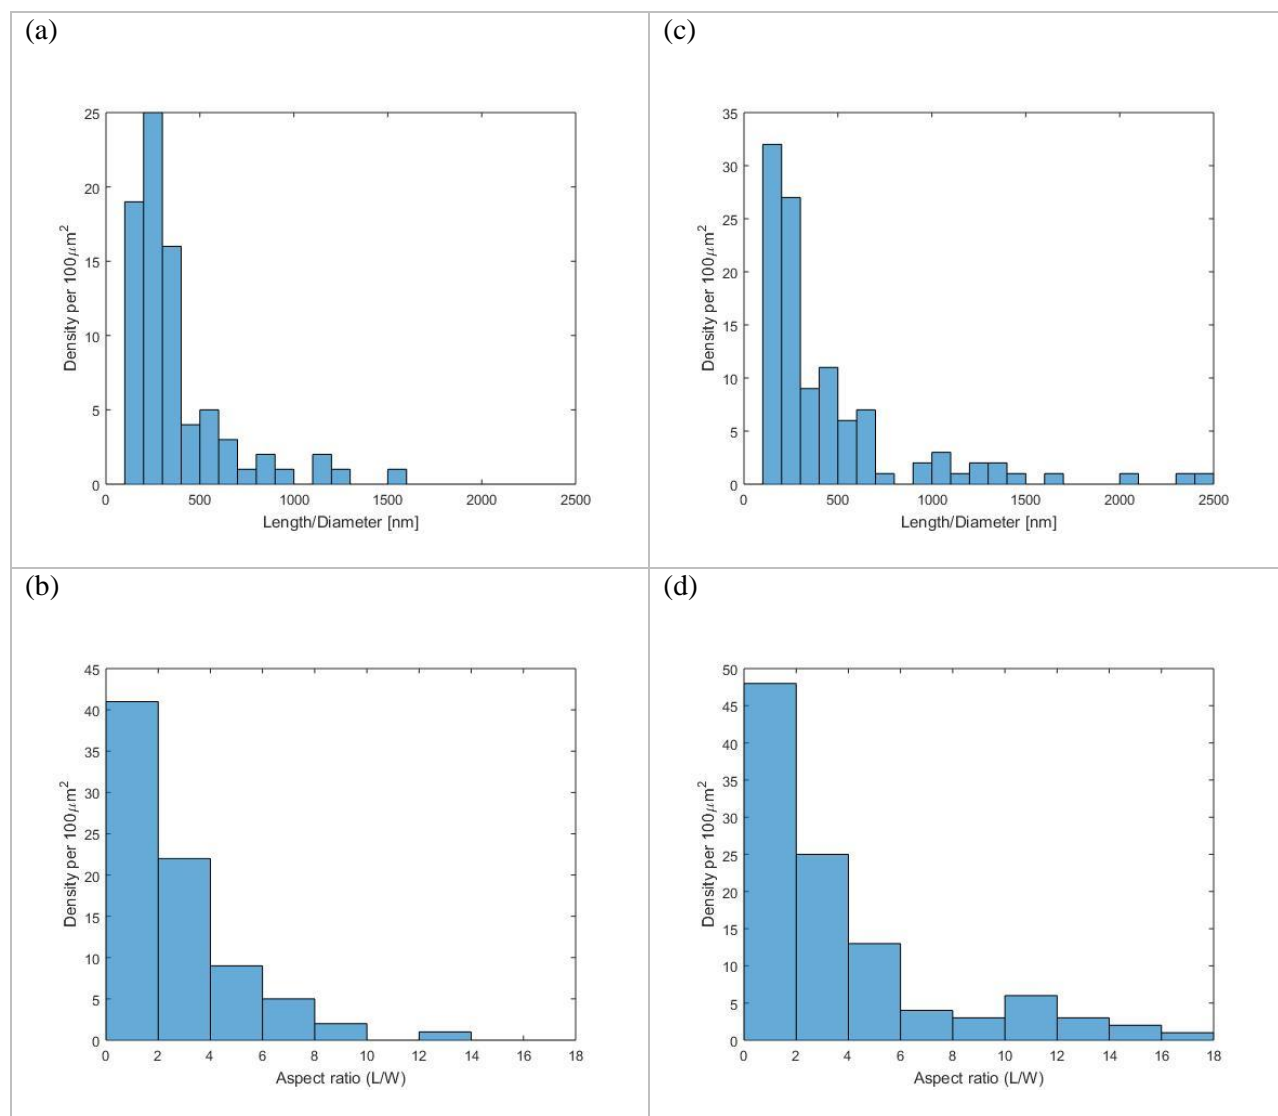 (a)
25
20
15
10
5
0
Density per 100μm²
0 500 1000 1500 2000 2500
Length/Diameter [nm]
(c)
35
30
25
20
15
10
5
0
Density per 100μm²
0 500 1000 1500 2000 2500
Length/Diameter [nm]
(b)
45
40
35
30
25
20
15
10
5
0
Density per 100μm²
0 2 4 6 8 10 12 14 16 18
Aspect ratio (L/W)
(d)
50
45
40
35
30
25
20
15
10
5
0
Density per 100μm²
0 2 4 6 8 10 12 14 16 18
Aspect ratio (L/W)